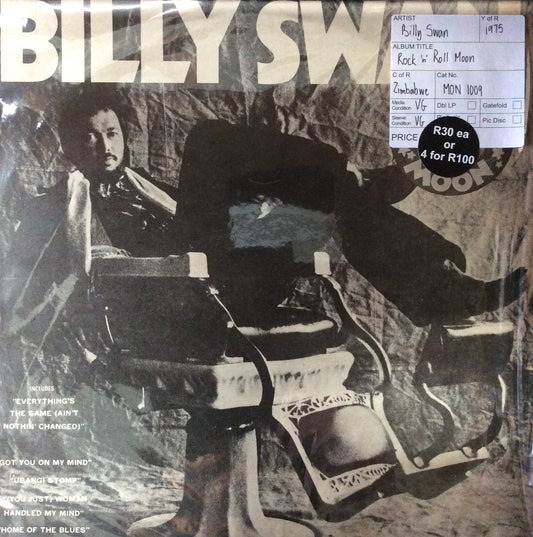 BILLY SWAN
ARTIST
Y of R
Billy Swan
1975
ALBUM TITLE
Rock 'n' Roll Moon
C of R
Cat No.
Zimbabwe
MON 1009
Media Condition
VG
Dbl LP
Gatefold
Sleeve Condition
VG
Pic Disc
PRICE
R30 ea
or
4 for R100
MOON
INCLUDES
"EVERYTHING'S
THE SAME (AIN'T
NOTHIN' CHANGED)"
GOT YOU ON MY MIND"
"UBANGI STOMP"
(YOU JUST) WOMAN
HANDLED MY MIND"
"HOME OF THE BLUES"